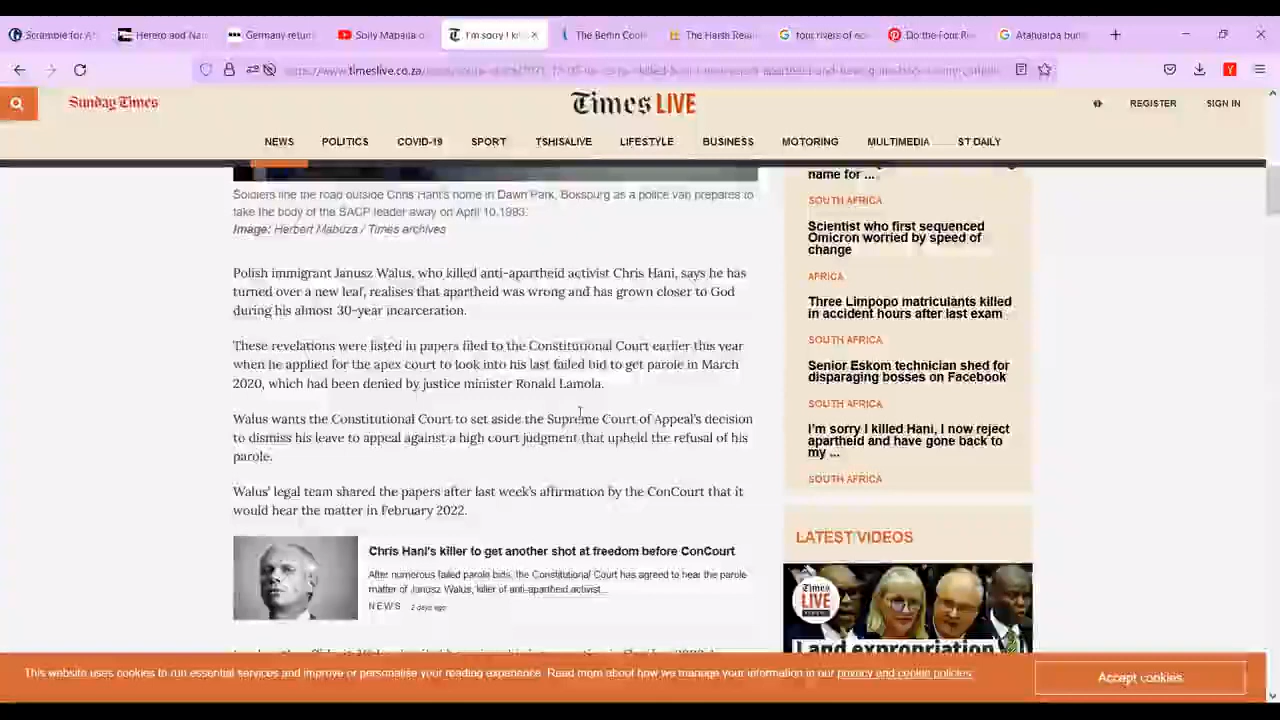 Scramble for Af
Herero and Nan
Germany return
Solly Mapaila o
I'm sorry I kil
The Berlin Conf
The Harsh Real
four rivers of
Do the Four Riv
Atahualpa buri
https://www.timeslive.co.za
Sunday Times
Times LIVE
REGISTER
SIGN IN
NEWS
POLITICS
COVID-19
SPORT
TSHISALIVE
LIFESTYLE
BUSINESS
MOTORING
MULTIMEDIA
ST DAILY
Soldiers line the road outside Chris Hani's home in Dawn Park, Boksburg as a police van prepares to
take the body of the SACP leader away on April 10,1993.
Image: Herbert Mabuza / Times archives
Polish immigrant Janusz Walus, who killed anti-apartheid activist Chris Hani, says he has
turned over a new leaf, realises that apartheid was wrong and has grown closer to God
during his almost 30-year incarceration.
These revelations were listed in papers filed to the Constitutional Court earlier this year
when he applied for the apex court to look into his last failed bid to get parole in March
2020, which had been denied by justice minister Ronald Lamola.
Walus wants the Constitutional Court to set aside the Supreme Court of Appeal's decision
to dismiss his leave to appeal against a high court judgment that upheld the refusal of his
parole.
Walus' legal team shared the papers after last week's affirmation by the ConCourt that it
would hear the matter in February 2022.
Chris Hani's killer to get another shot at freedom before ConCourt
After numerous failed parole bids, the Constitutional Court has agreed to hear the parole
matter of Janusz Walus, killer of anti-apartheid activist...
NEWS 2 days ago
name for ...
SOUTH AFRICA
Scientist who first sequenced
Omicron worried by speed of
change
AFRICA
Three Limpopo matriculants killed
in accident hours after last exam
SOUTH AFRICA
Senior Eskom technician shed for
disparaging bosses on Facebook
SOUTH AFRICA
I'm sorry I killed Hani, I now reject
apartheid and have gone back to
my ...
SOUTH AFRICA
LATEST VIDEOS
Times
LIVE
Land expropriation
This website uses cookies to run essential services and improve or personalise your reading experience. Read more about how we manage your information in our privacy and cookie policies.
Accept cookies